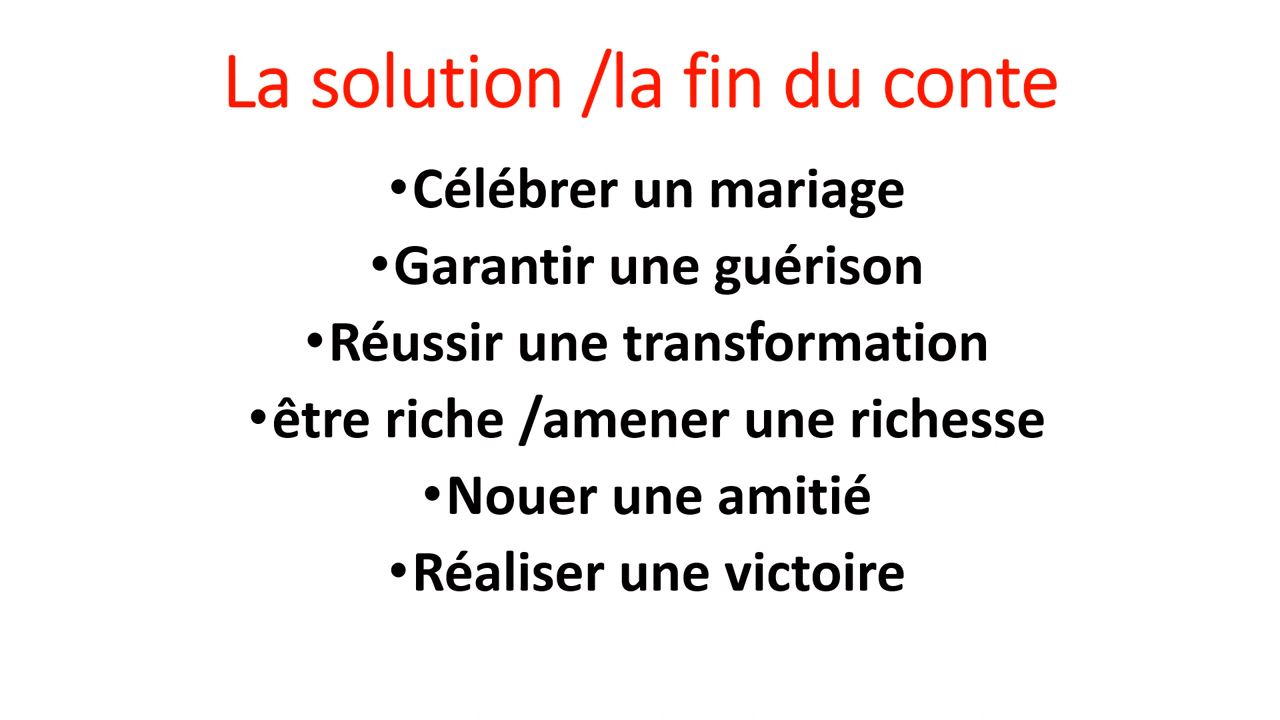 La solution /la fin du conte
•Célébrer un mariage
•Garantir une guérison
•Réussir une transformation
•être riche /amener une richesse
•Nouer une amitié
•Réaliser une victoire